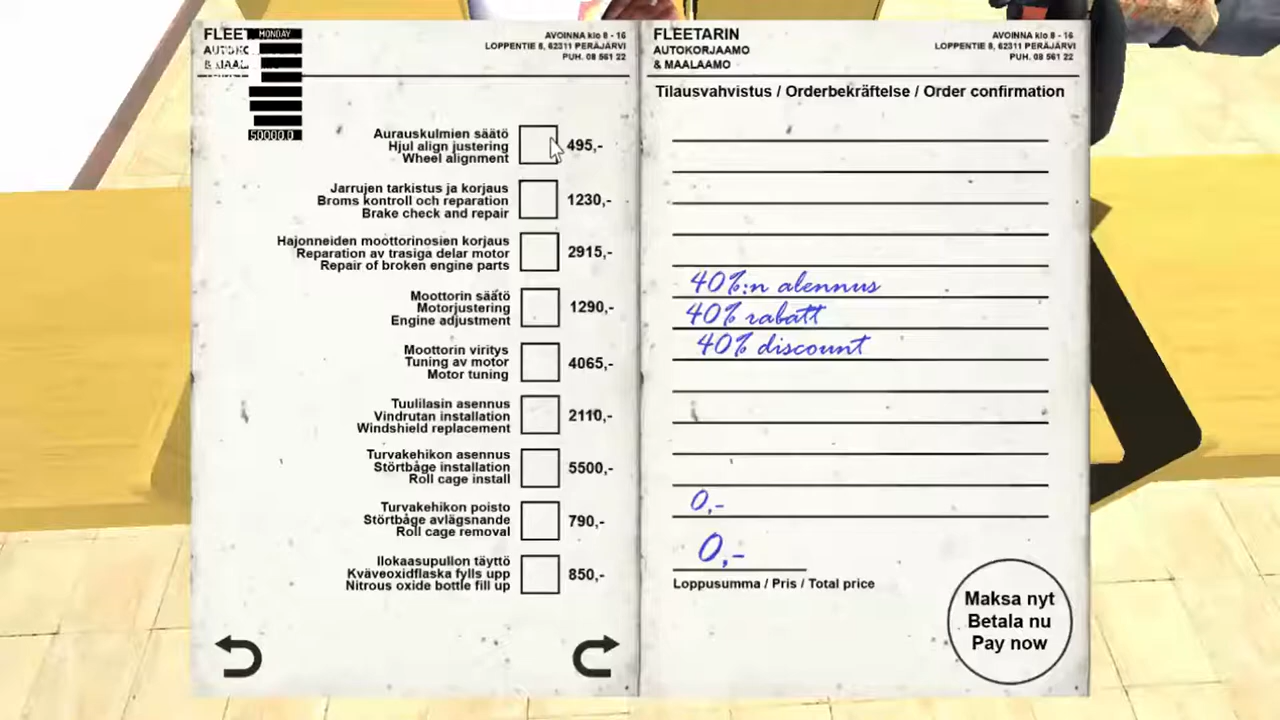 MONDAY
50000.0
AVOINNA klo 8 - 16
LOPPENTIE 8, 62311 PERÄJÄRVI
PUH. 08 561 22
Aurauskulmien säätö
Hjul align justering
Wheel alignment
495,-
Jarrujen tarkistus ja korjaus
Broms kontroll och reparation
Brake check and repair
1230,-
Hajonneiden moottorinosien korjaus
Reparation av trasiga delar motor
Repair of broken engine parts
2915,-
Moottorin säätö
Motorjustering
Engine adjustment
1290,-
Moottorin viritys
Tuning av motor
Motor tuning
4065,-
Tuulilasin asennus
Vindrutan installation
Windshield replacement
2110,-
Turvakehikon asennus
Störtbåge installation
Roll cage install
5500,-
Turvakehikon poisto
Störtbåge avlägsnande
Roll cage removal
790,-
Ilokaasupullon täyttö
Kväveoxidflaska fylls upp
Nitrous oxide bottle fill up
850,-
FLEETARIN
AUTOKORJAAMO
& MAALAAMO
AVOINNA klo 8 - 16
LOPPENTIE 8, 62311 PERÄJÄRVI
PUH. 08 561 22
Tilausvahvistus / Orderbekräftelse / Order confirmation
40%:n alennus
40% rabatt
40% discount
0,-
0,-
Loppusumma / Pris / Total price
Maksa nyt
Betala nu
Pay now